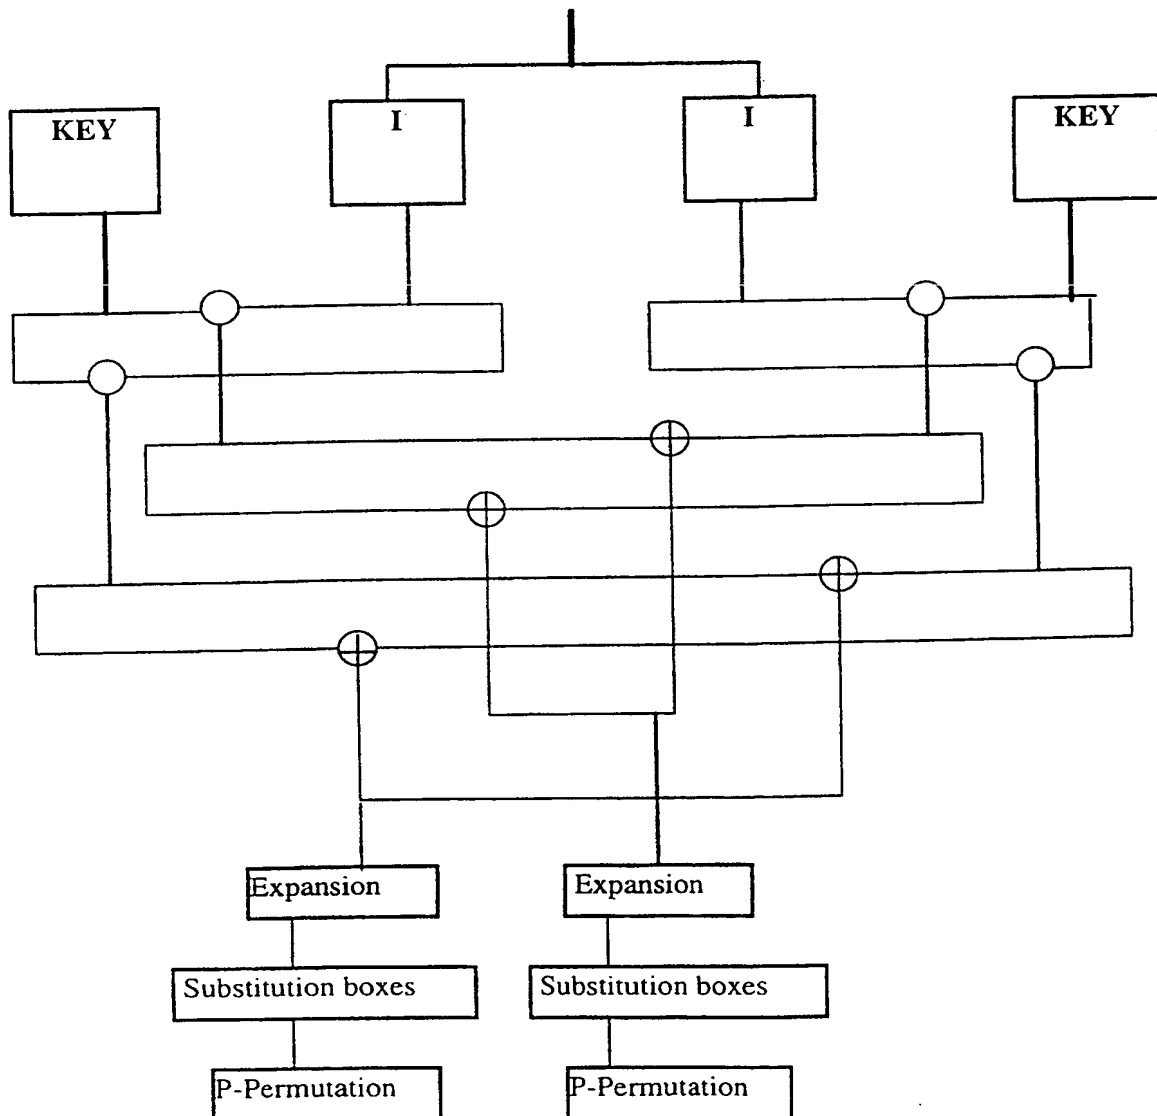 KEY
I
I
KEY
Expansion
Expansion
Substitution boxes
Substitution boxes
P-Permutation
P-Permutation